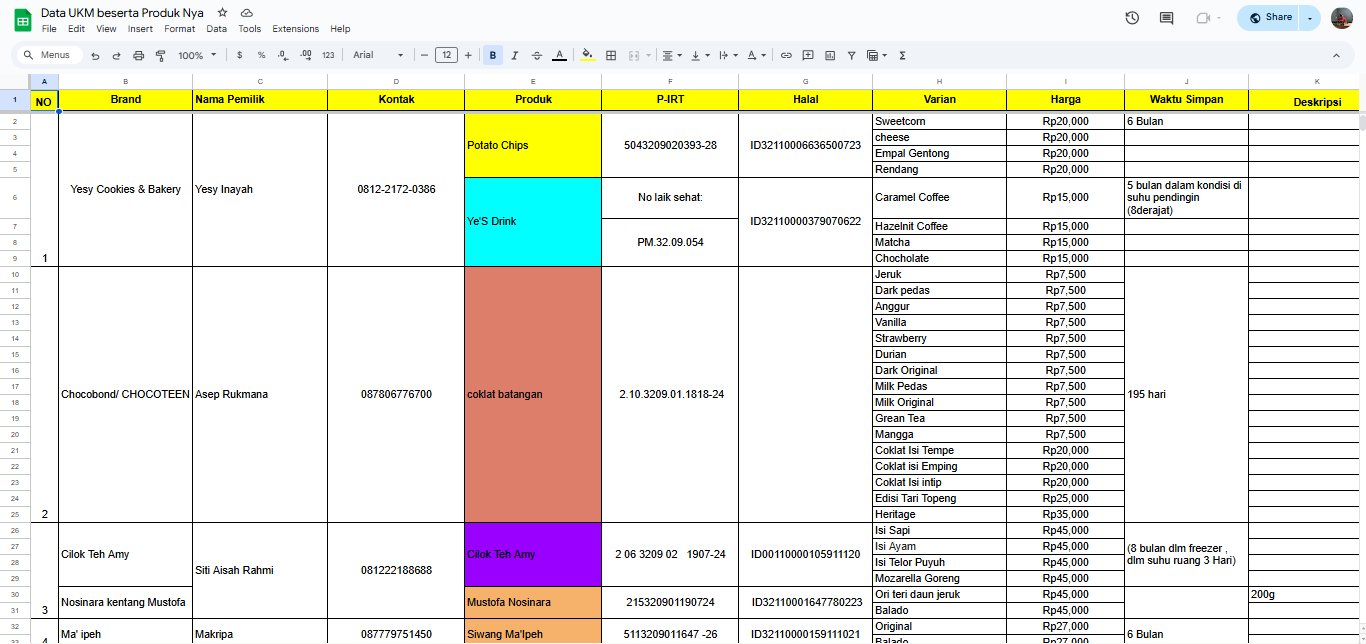 Data UKM beserta Produk Nya
File Edit View Insert Format Data Tools Extensions Help
Share
Menus 100% $ % .0 .00 123 Arial 12 B I A
A B C D E F G H I J K
1 NO Brand Nama Pemilik Kontak Produk P-IRT Halal Varian Harga Waktu Simpan Deskripsi
2 Sweetcorn Rp20,000 6 Bulan
3 cheese Rp20,000
Potato Chips 5043209020393-28 ID32110006636500723
4 Empal Gentong Rp20,000
5 Rendang Rp20,000
Yesy Cookies & Bakery Yesy Inayah 0812-2172-0386
6 No laik sehat: Caramel Coffee Rp15,000 5 bulan dalam kondisi di
suhu pendingin
(8derajat)
Ye'S Drink ID32110000379070622
7 Hazelnit Coffee Rp15,000
8 PM.32.09.054 Matcha Rp15,000
9 1 Chocholate Rp15,000
10 Jeruk Rp7,500
11 Dark pedas Rp7,500
12 Anggur Rp7,500
13 Vanilla Rp7,500
14 Strawberry Rp7,500
15 Durian Rp7,500
16 Dark Original Rp7,500
17 Milk Pedas Rp7,500
Chocobond/ CHOCOTEEN Asep Rukmana 087806776700 coklat batangan 2.10.3209.01.1818-24 195 hari
18 Milk Original Rp7,500
19 Grean Tea Rp7,500
20 Mangga Rp7,500
21 Coklat Isi Tempe Rp20,000
22 Coklat isi Emping Rp20,000
23 Coklat Isi intip Rp20,000
24 Edisi Tari Topeng Rp25,000
25 2 Heritage Rp35,000
26 Isi Sapi Rp45,000
27 Isi Ayam Rp45,000
Cilok Teh Amy Cilok Teh Amy 2 06 3209 02 1907-24 ID00110000105911120 (8 bulan dlm freezer ,
dlm suhu ruang 3 Hari)
28 Isi Telor Puyuh Rp45,000
Siti Aisah Rahmi 081222188688
29 Mozarella Goreng Rp45,000
30 Ori teri daun jeruk Rp45,000 200g
Nosinara kentang Mustofa Mustofa Nosinara 215320901190724 ID32110001647780223
31 3 Balado Rp45,000
32 Original Rp27,000
Ma' ipeh Makripa 087779751450 Siwang Ma'Ipeh 5113209011647 -26 ID32110000159111021 6 Bulan
33 4 Balado Rp27,000